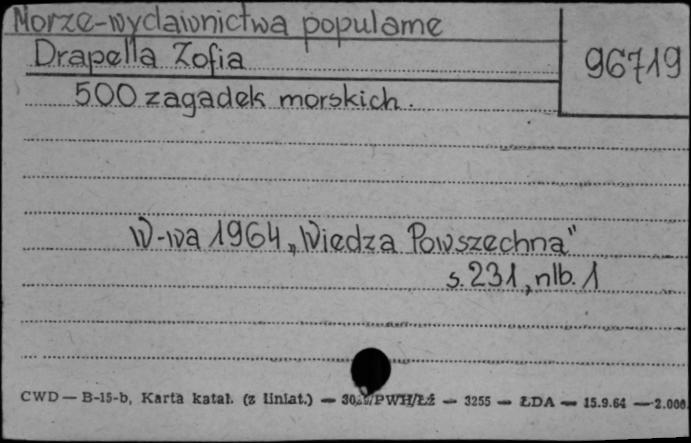 Morze-wydawnictwa popularne
Drapella Zofia
96719
500 zagadek morskich.
W-wa 1964 „Wiedza Powszechna"
s. 231, nlb. 1
CWD — B-15-b, Karta katal. (z liniat.) — /PWH/Łź — 3255 — ŁDA — 15.9.64 — 2.000